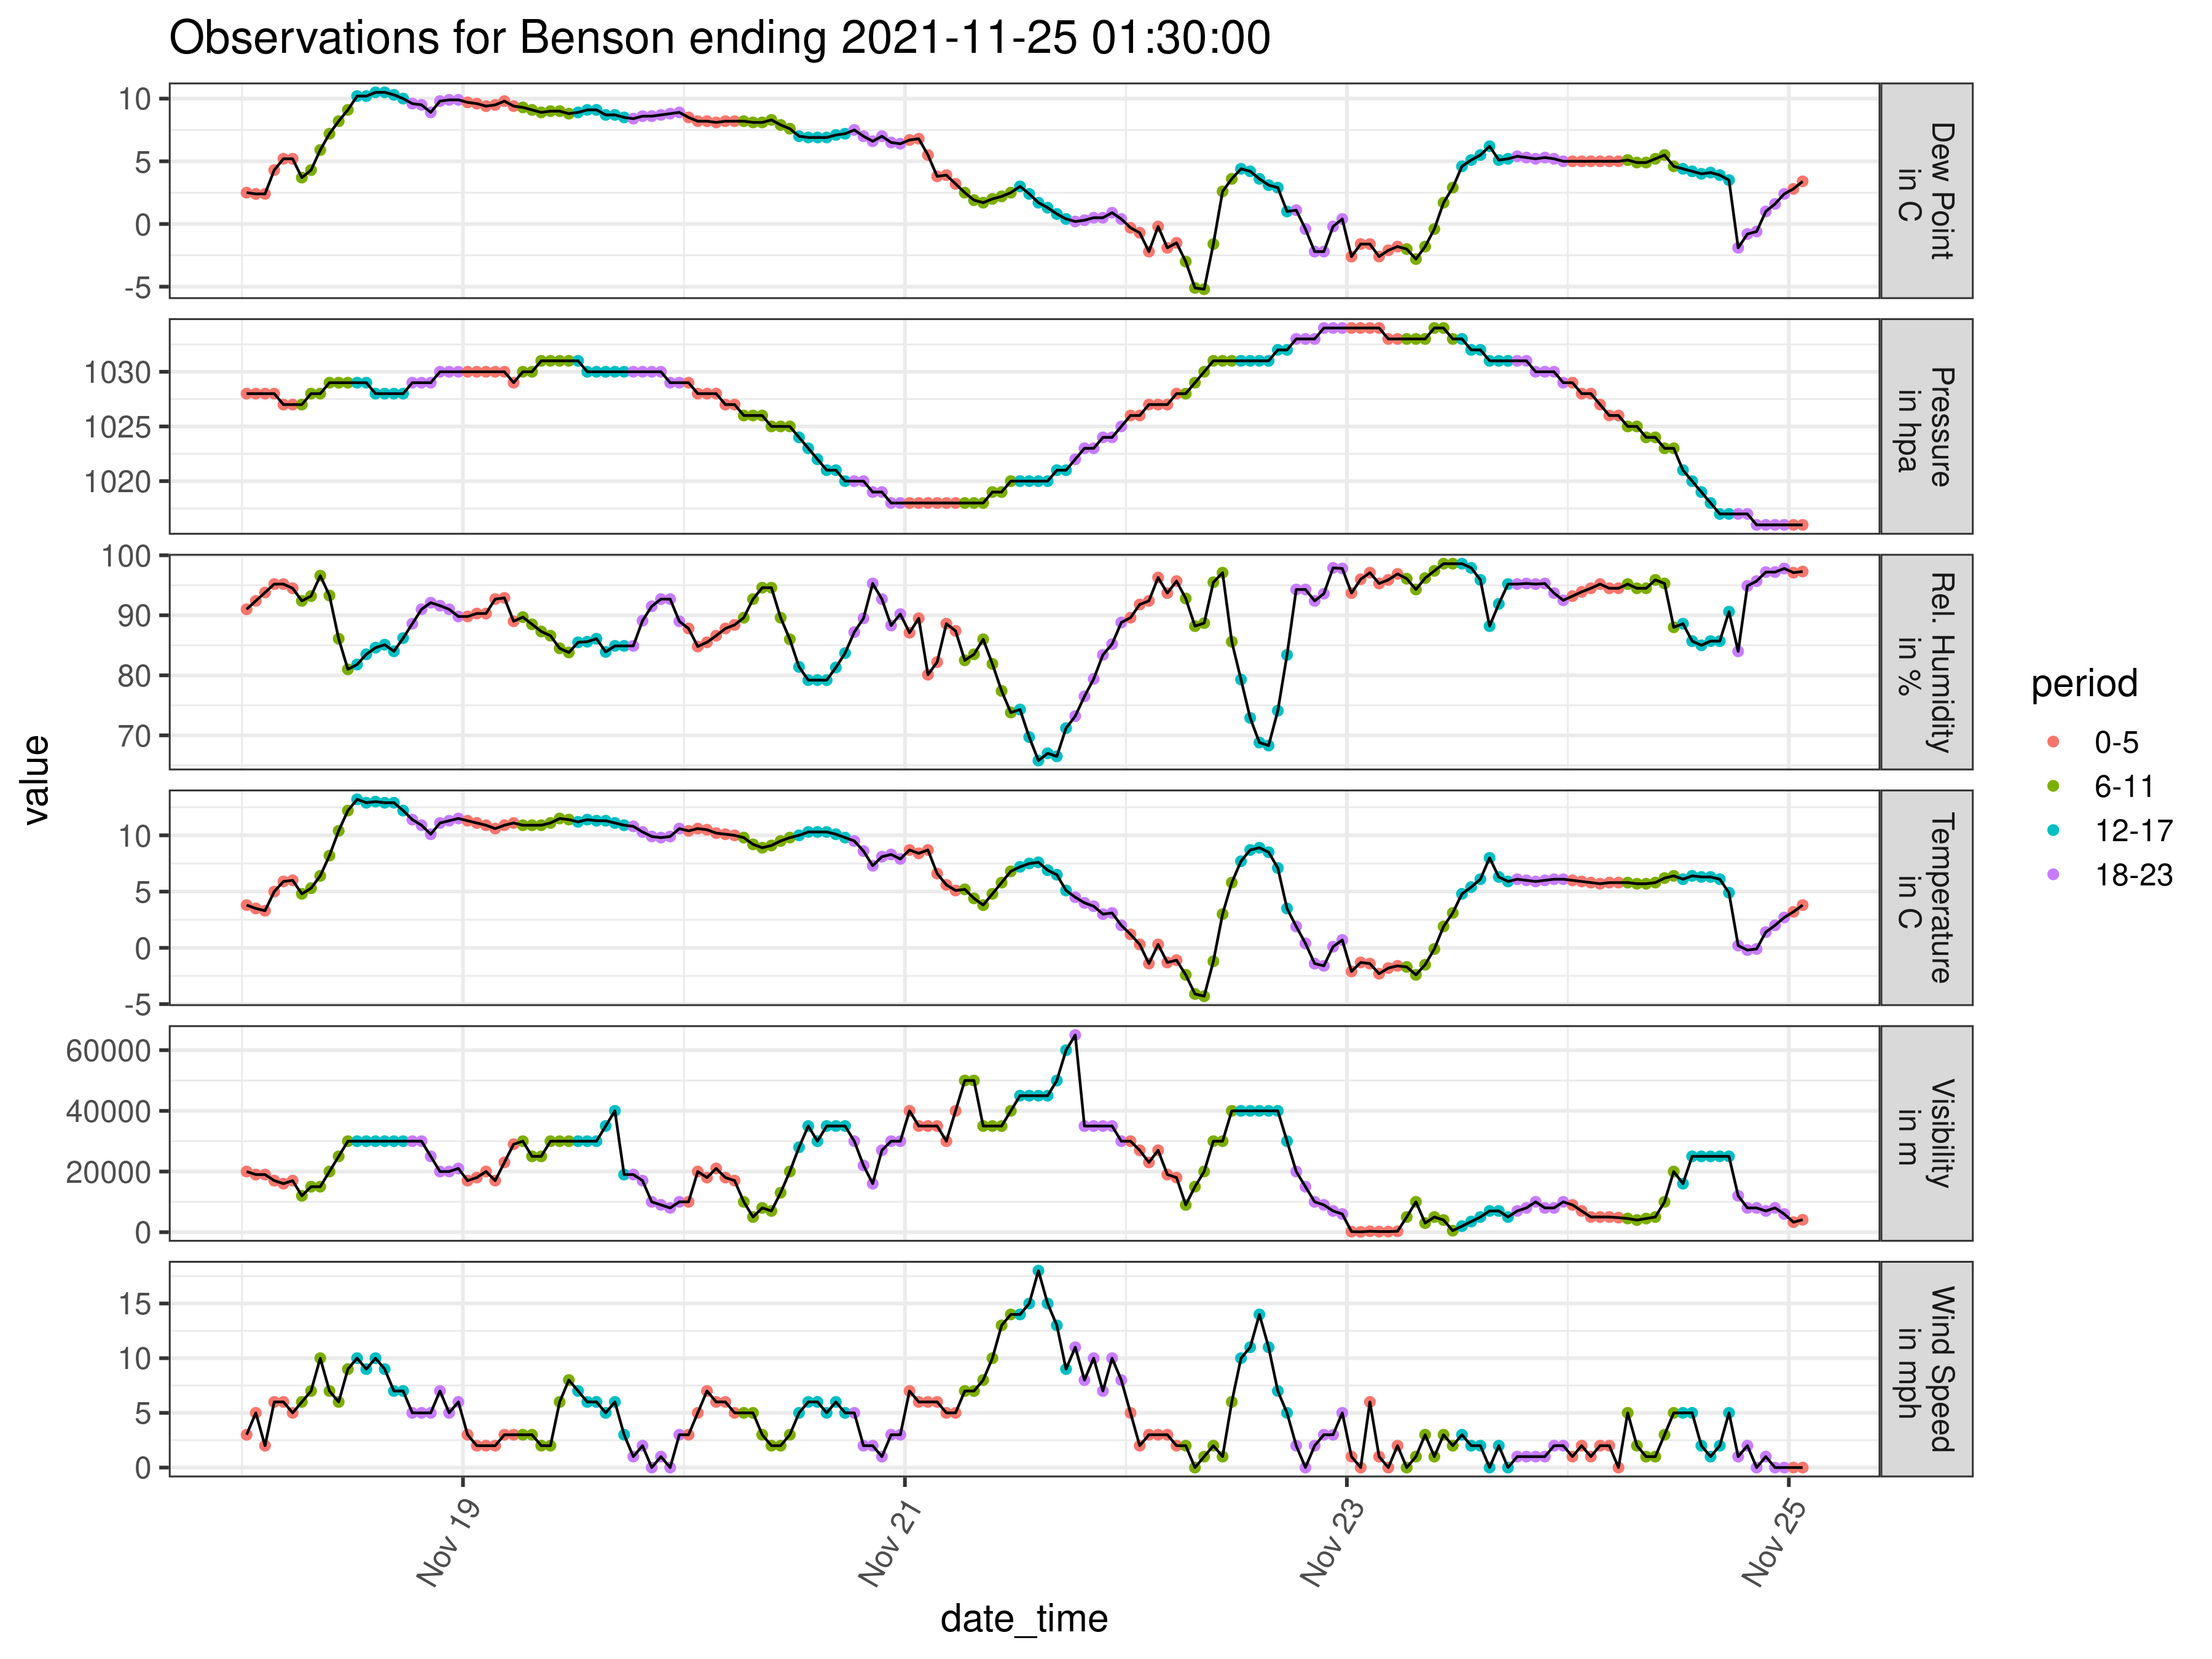 Observations for Benson ending 2021-11-25 01:30:00
value
10
5
0
-5
Dew Point
in C
1030
1025
1020
Pressure
in hpa
100
90
80
70
Rel. Humidity
in %
10
5
0
-5
Temperature
in C
60000
40000
20000
0
Visibility
in m
15
10
5
0
Wind Speed
in mph
Nov 19
Nov 21
Nov 23
Nov 25
date_time
period
0-5
6-11
12-17
18-23